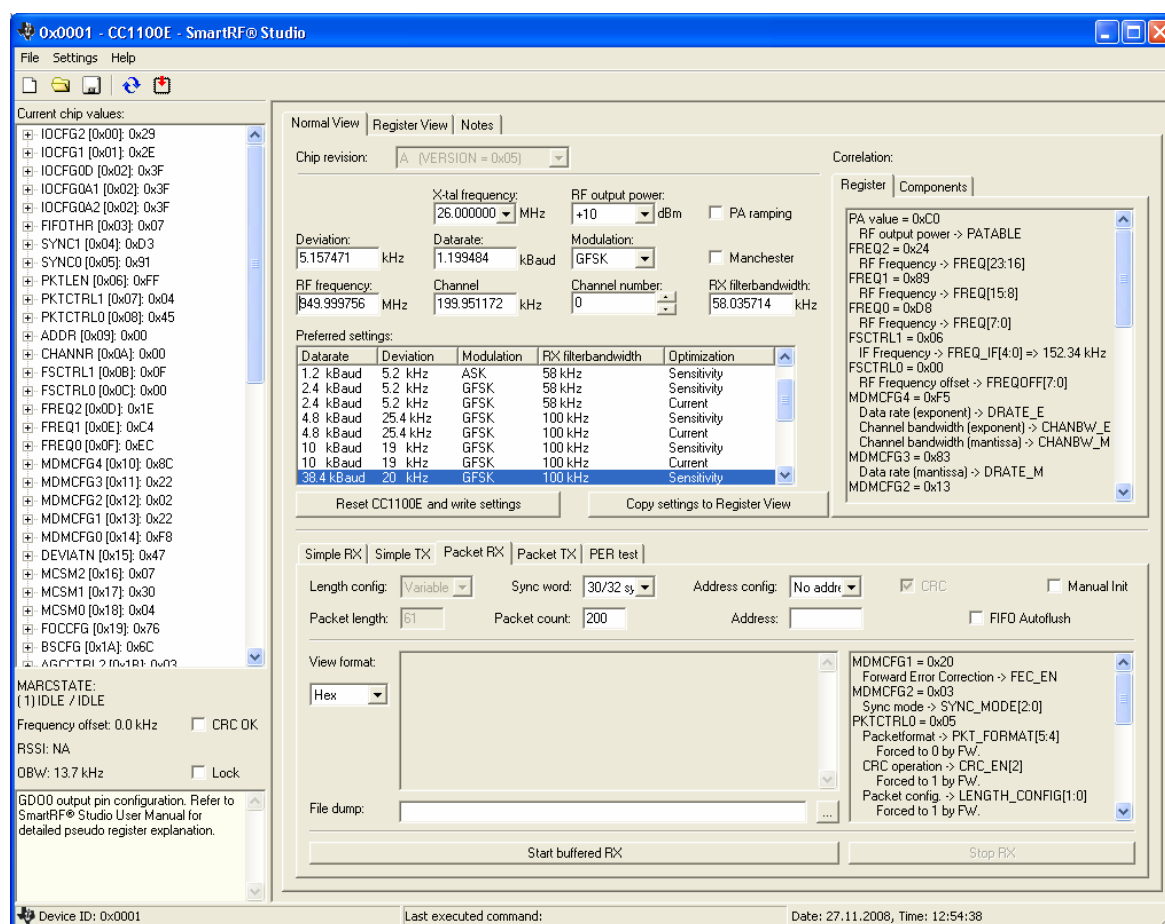 0x0001 - CC1100E - SmartRF® Studio
File Settings Help
Current chip values:
IOCFG2 [0x00]: 0x29
IOCFG1 [0x01]: 0x2E
IOCFG0D [0x02]: 0x3F
IOCFG0A1 [0x02]: 0x3F
IOCFG0A2 [0x02]: 0x3F
FIFOTHR [0x03]: 0x07
SYNC1 [0x04]: 0xD3
SYNC0 [0x05]: 0x91
PKTLEN [0x06]: 0xFF
PKTCTRL1 [0x07]: 0x04
PKTCTRL0 [0x08]: 0x45
ADDR [0x09]: 0x00
CHANNR [0x0A]: 0x00
FSCTRL1 [0x0B]: 0x0F
FSCTRL0 [0x0C]: 0x00
FREQ2 [0x0D]: 0x1E
FREQ1 [0x0E]: 0xC4
FREQ0 [0x0F]: 0xEC
MDMCFG4 [0x10]: 0x8C
MDMCFG3 [0x11]: 0x22
MDMCFG2 [0x12]: 0x02
MDMCFG1 [0x13]: 0x22
MDMCFG0 [0x14]: 0xF8
DEVIATN [0x15]: 0x47
MCSM2 [0x16]: 0x07
MCSM1 [0x17]: 0x30
MCSM0 [0x18]: 0x04
FOCCFG [0x19]: 0x76
BSCFG [0x1A]: 0x6C
AGCCTRL2 [0x1B]: 0x03
MARCSTATE:
(1) IDLE / IDLE
Frequency offset: 0.0 kHz CRC OK
RSSI: NA
OBW: 13.7 kHz Lock
GDO0 output pin configuration. Refer to
SmartRF® Studio User Manual for
detailed pseudo register explanation.
Normal View Register View Notes
Chip revision: A (VERSION = 0x05)
X-tal frequency: RF output power:
26.000000 MHz +10 dBm PA ramping
Deviation: Datarate: Modulation:
5.157471 kHz 1.199484 kBaud GFSK Manchester
RF frequency: Channel Channel number: RX filterbandwidth:
949.999756 MHz 199.951172 kHz 0 58.035714 kHz
Preferred settings:
Datarate Deviation Modulation RX filterbandwidth Optimization
1.2 kBaud 5.2 kHz ASK 58 kHz Sensitivity
2.4 kBaud 5.2 kHz GFSK 58 kHz Sensitivity
2.4 kBaud 5.2 kHz GFSK 58 kHz Current
4.8 kBaud 25.4 kHz GFSK 100 kHz Sensitivity
4.8 kBaud 25.4 kHz GFSK 100 kHz Current
10 kBaud 19 kHz GFSK 100 kHz Sensitivity
10 kBaud 19 kHz GFSK 100 kHz Current
38.4 kBaud 20 kHz GFSK 100 kHz Sensitivity
Reset CC1100E and write settings Copy settings to Register View
Correlation:
Register Components
PA value = 0xC0
RF output power -> PATABLE
FREQ2 = 0x24
RF Frequency -> FREQ[23:16]
FREQ1 = 0x89
RF Frequency -> FREQ[15:8]
FREQ0 = 0xD8
RF Frequency -> FREQ[7:0]
FSCTRL1 = 0x06
IF Frequency -> FREQ_IF[4:0] => 152.34 kHz
FSCTRL0 = 0x00
RF Frequency offset -> FREQOFF[7:0]
MDMCFG4 = 0xF5
Data rate (exponent) -> DRATE_E
Channel bandwidth (exponent) -> CHANBW_E
Channel bandwidth (mantissa) -> CHANBW_M
MDMCFG3 = 0x83
Data rate (mantissa) -> DRATE_M
MDMCFG2 = 0x13
Simple RX Simple TX Packet RX Packet TX PER test
Length config: Variable Sync word: 30/32 sy Address config: No addre CRC Manual Init
Packet length: 61 Packet count: 200 Address: FIFO Autoflush
View format:
Hex
MDMCFG1 = 0x20
Forward Error Correction -> FEC_EN
MDMCFG2 = 0x03
Sync mode -> SYNC_MODE[2:0]
PKTCTRL0 = 0x05
Packetformat -> PKT_FORMAT[5:4]
Forced to 0 by FW.
CRC operation -> CRC_EN[2]
Forced to 1 by FW.
Packet config. -> LENGTH_CONFIG[1:0]
Forced to 1 by FW.
File dump: ...
Start buffered RX Stop RX
Device ID: 0x0001 Last executed command: Date: 27.11.2008, Time: 12:54:38